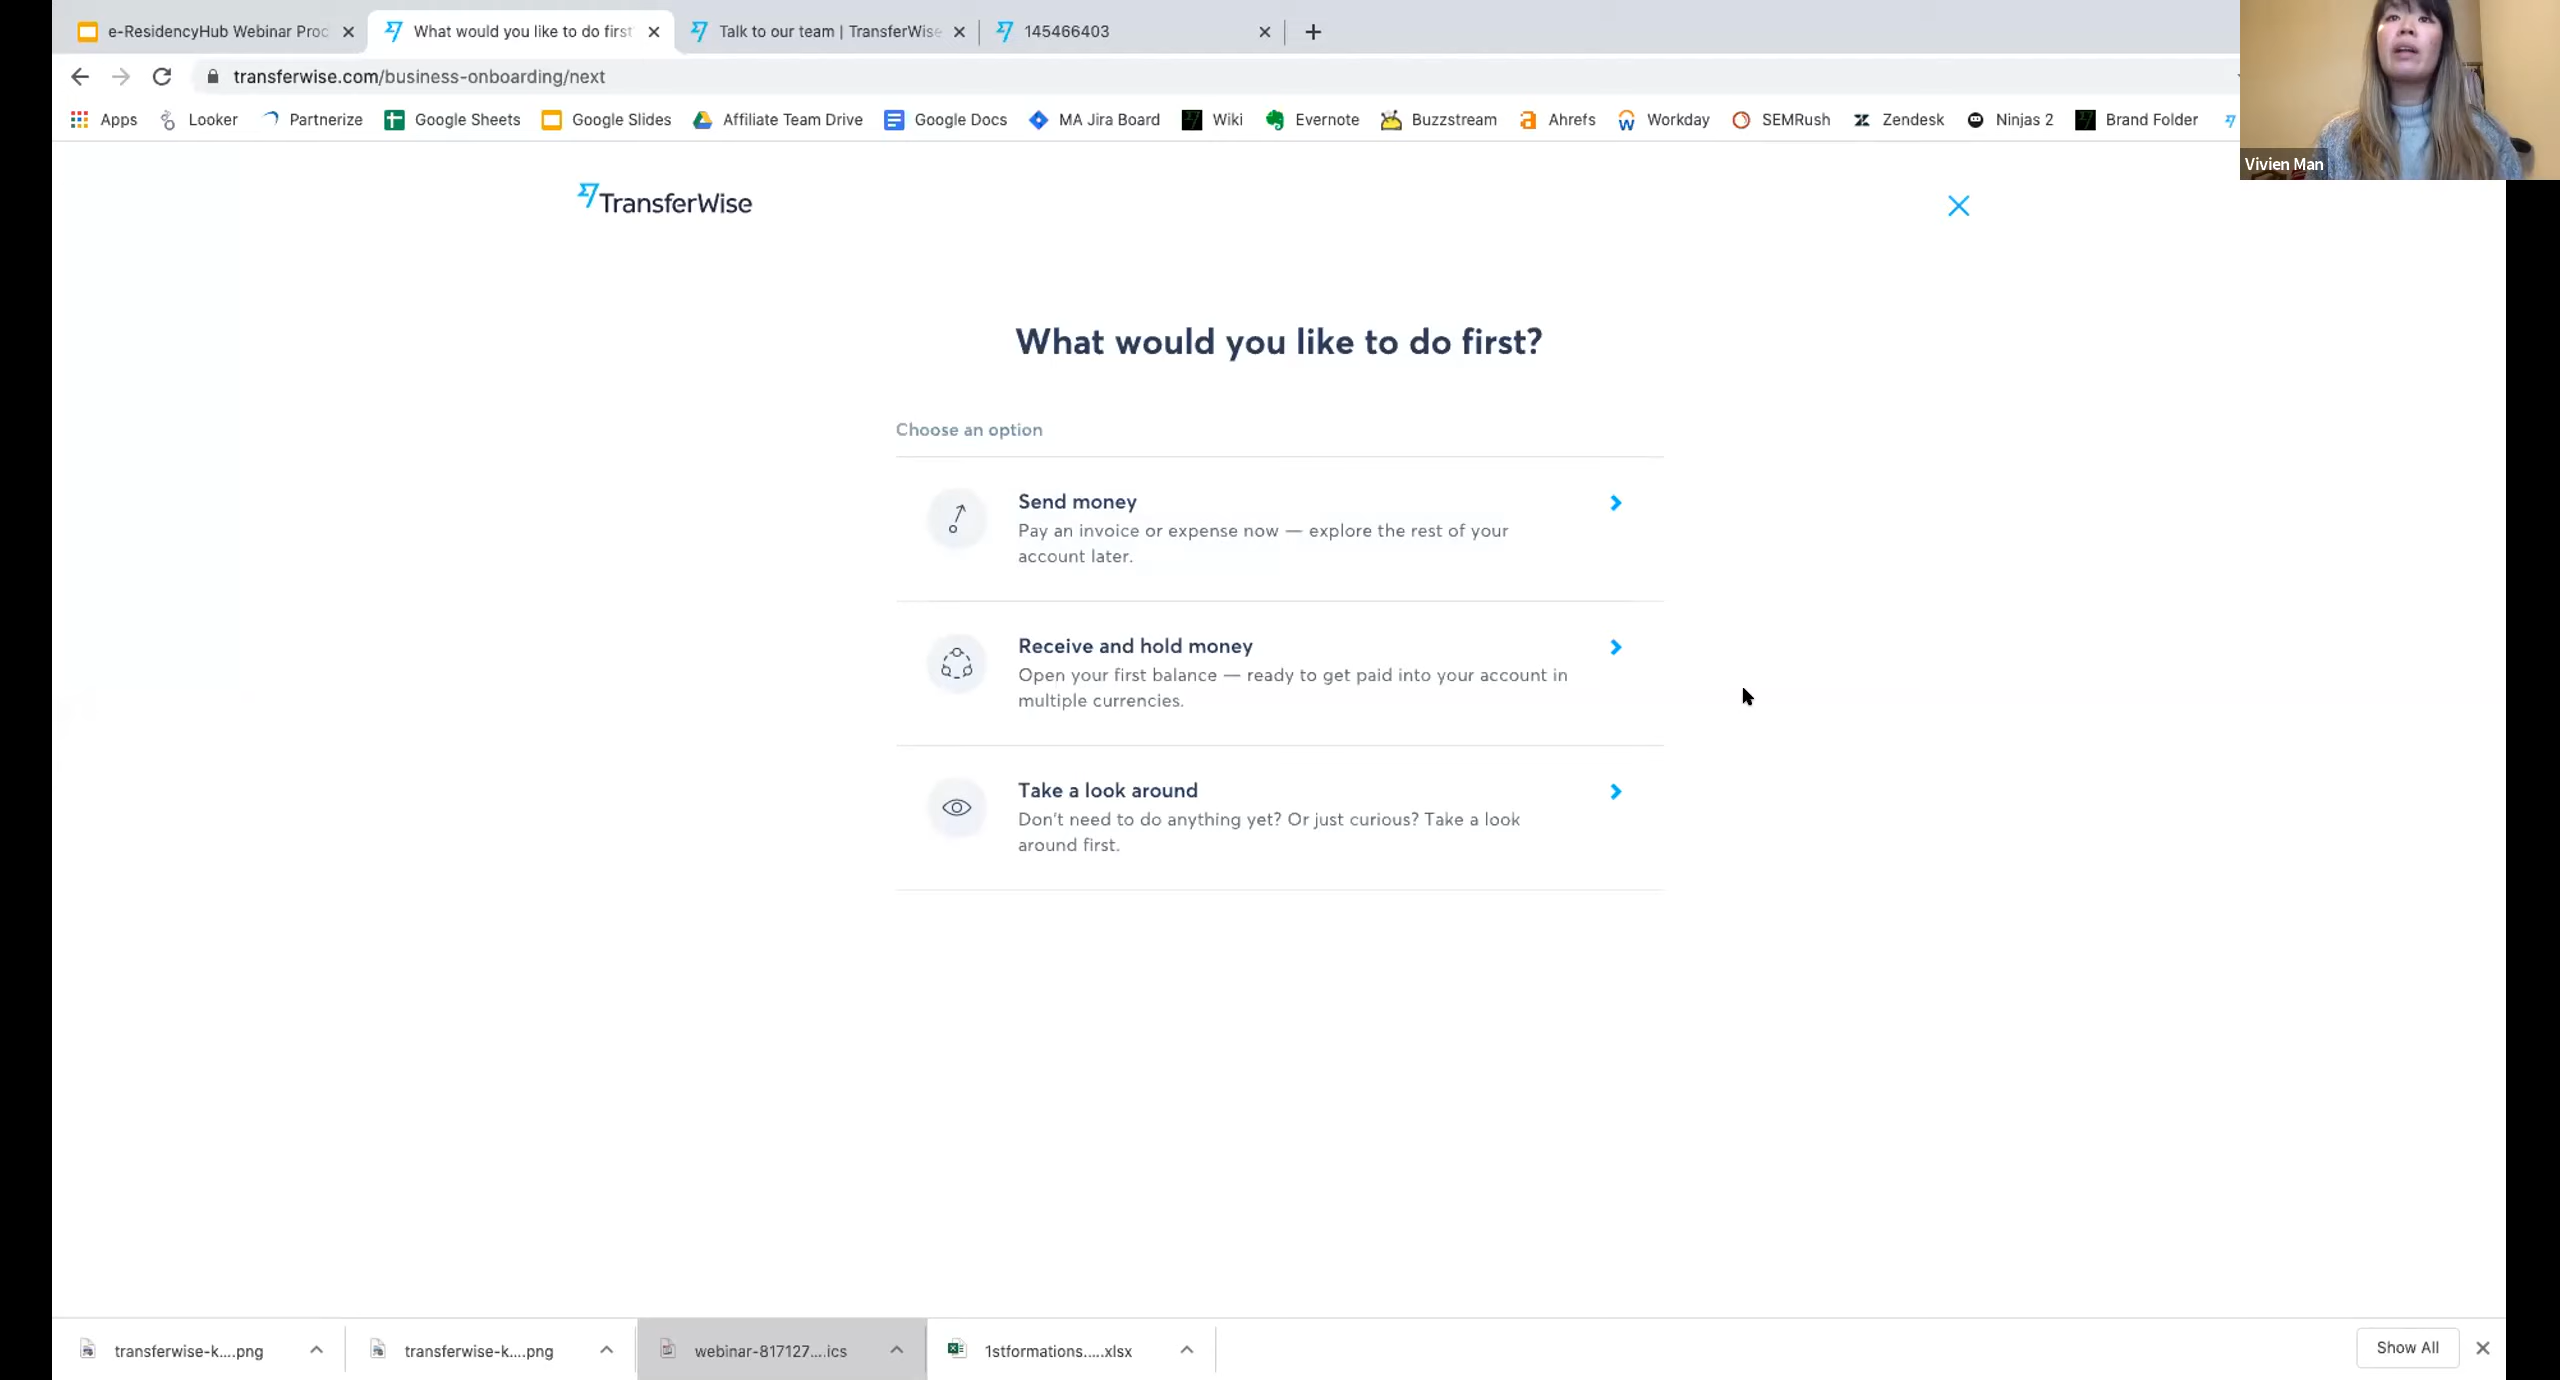 e-ResidencyHub Webinar Prod
What would you like to do first
Talk to our team | TransferWise
145466403
transferwise.com/business-onboarding/next
Apps
Looker
Partnerize
Google Sheets
Google Slides
Affiliate Team Drive
Google Docs
MA Jira Board
Wiki
Evernote
Buzzstream
Ahrefs
Workday
SEMRush
Zendesk
Ninjas 2
Brand Folder
Vivien Man
TransferWise
What would you like to do first?
Choose an option
Send money
Pay an invoice or expense now — explore the rest of your
account later.
Receive and hold money
Open your first balance — ready to get paid into your account in
multiple currencies.
Take a look around
Don't need to do anything yet? Or just curious? Take a look
around first.
transferwise-k....png
transferwise-k....png
webinar-817127....ics
1stformations.....xlsx
Show All